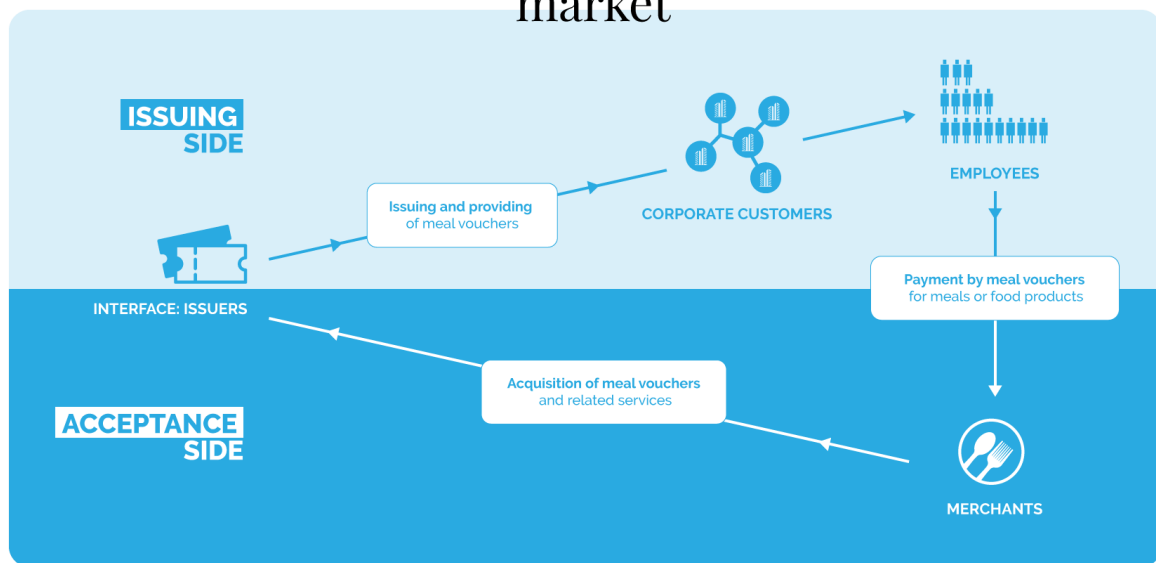 market
ISSUING
SIDE
EMPLOYEES
Issuing and providing
of meal vouchers
CORPORATE CUSTOMERS
Payment by meal vouchers
for meals or food products
INTERFACE: ISSUERS
Acquisition of meal vouchers
and related services
ACCEPTANCE
SIDE
MERCHANTS